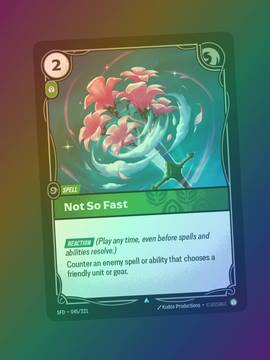 2
SPELL
Not So Fast
REACTION (Play any time, even before spells and
abilities resolve.)
Counter an enemy spell or ability that chooses a
friendly unit or gear.
SFD • 045/221
Kudos Productions